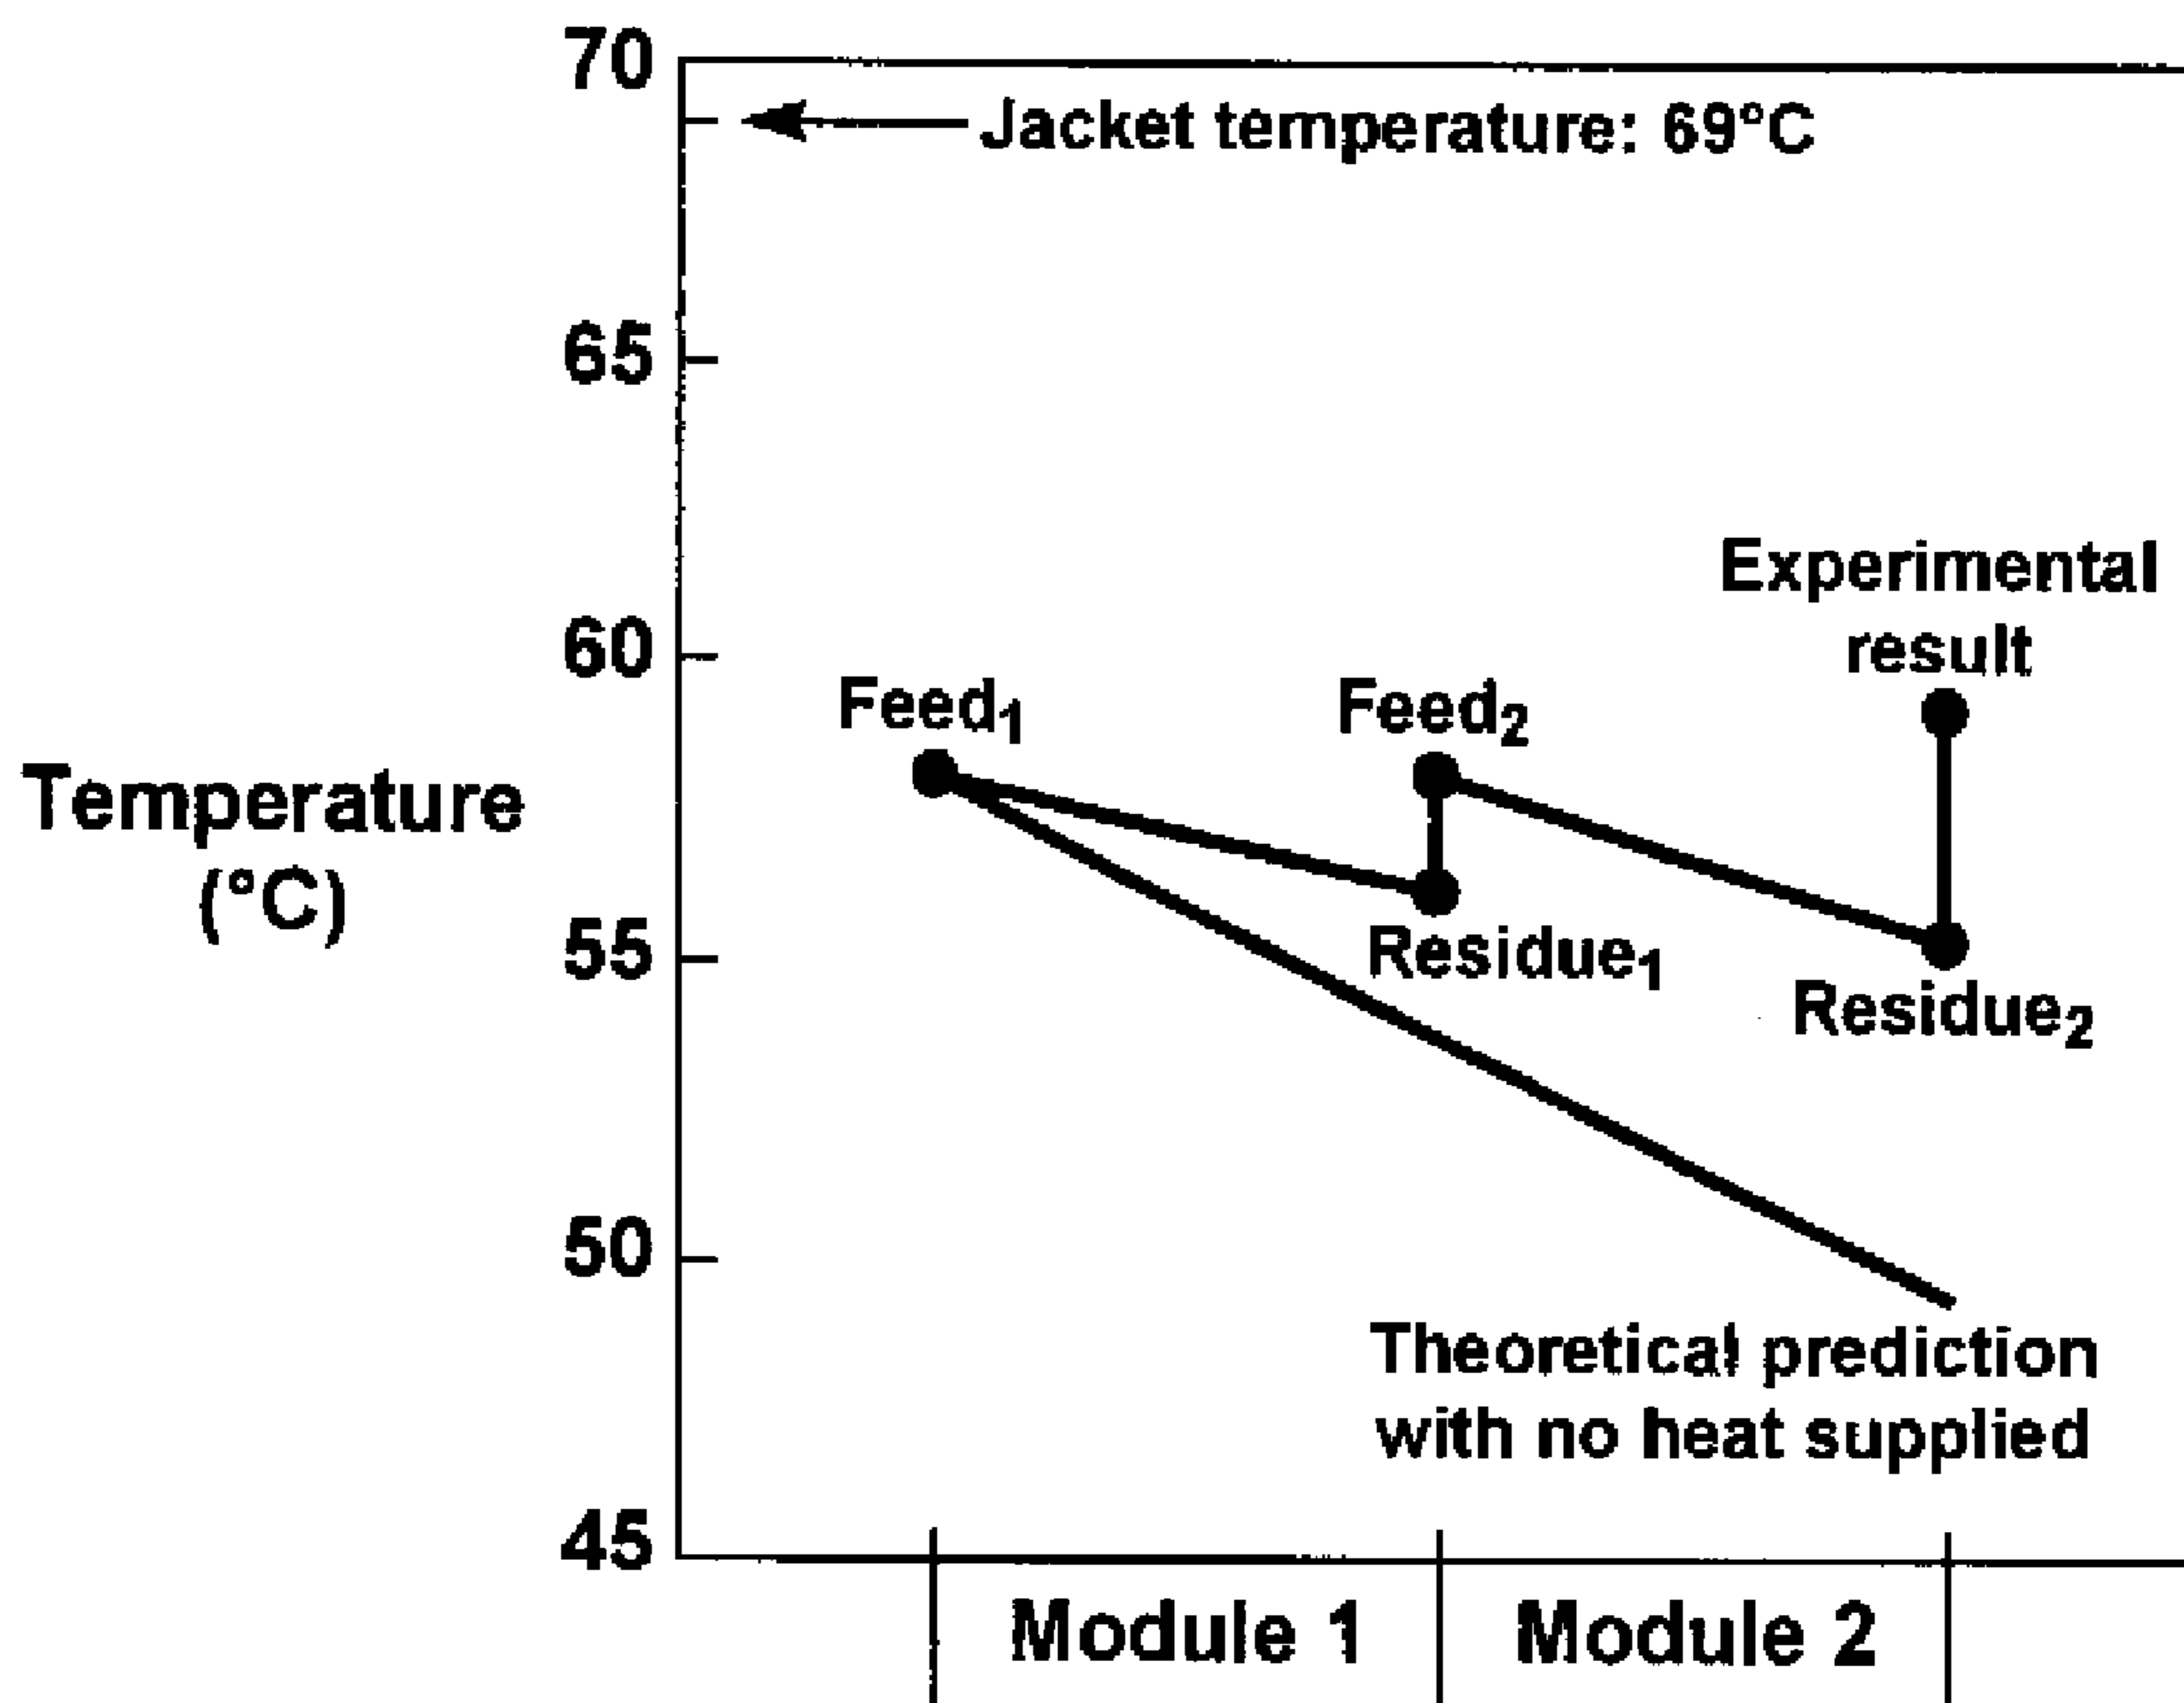 70
Jacket temperature: 69°C
65
Experimental
60
result
Feed₁
Feed₂
Temperature
(°C)
55
Residue₁
Residue₂
50
Theoretical prediction
with no heat supplied
45
Module 1
Module 2